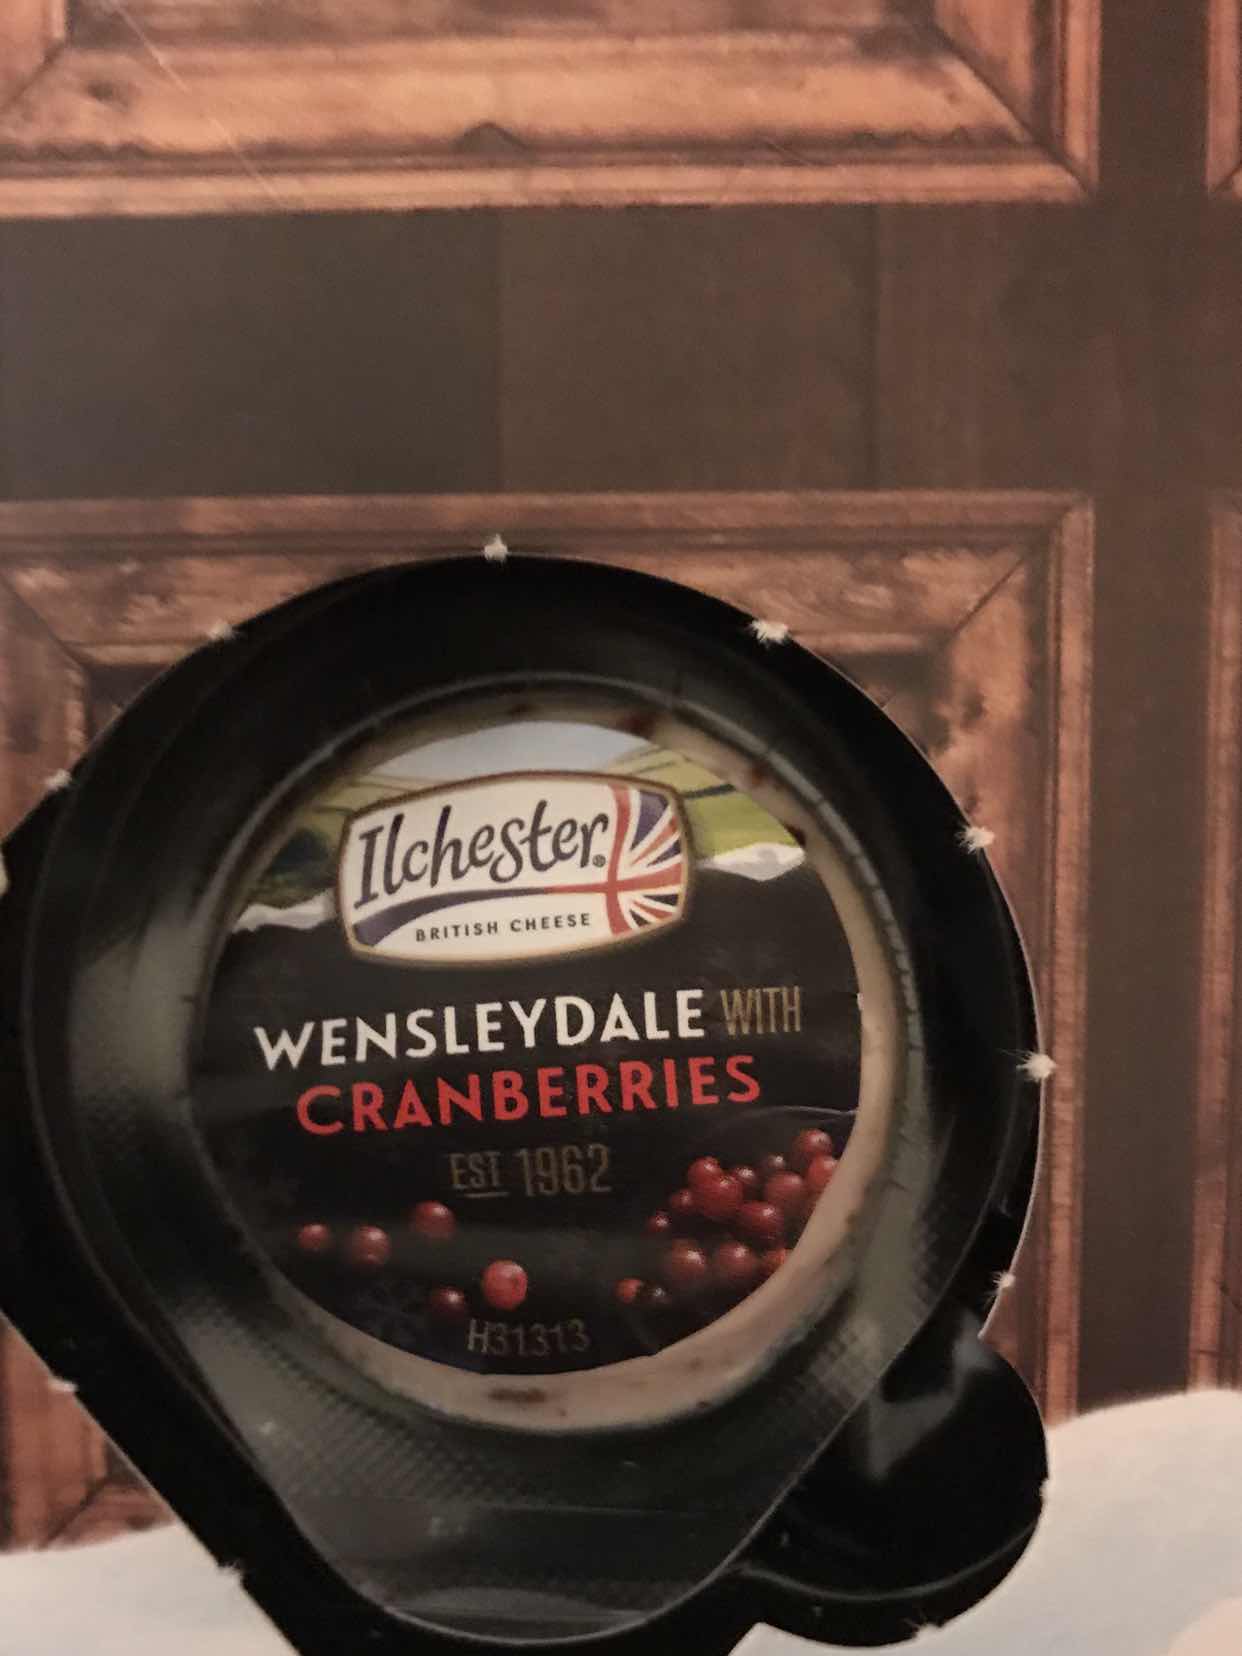 Ilchester®
BRITISH CHEESE
WENSLEYDALE WITH
CRANBERRIES
EST 1962
H31313